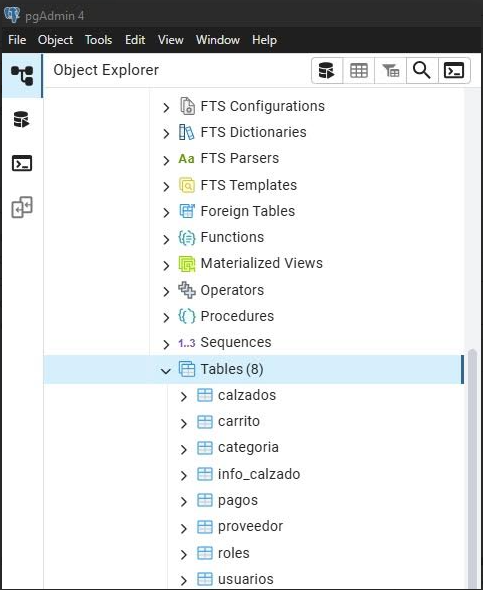 pgAdmin 4
File Object Tools Edit View Window Help
Object Explorer
FTS Configurations
FTS Dictionaries
Aa FTS Parsers
FTS Templates
Foreign Tables
Functions
Materialized Views
Operators
Procedures
1..3 Sequences
Tables (8)
calzados
carrito
categoria
info_calzado
pagos
proveedor
roles
usuarios